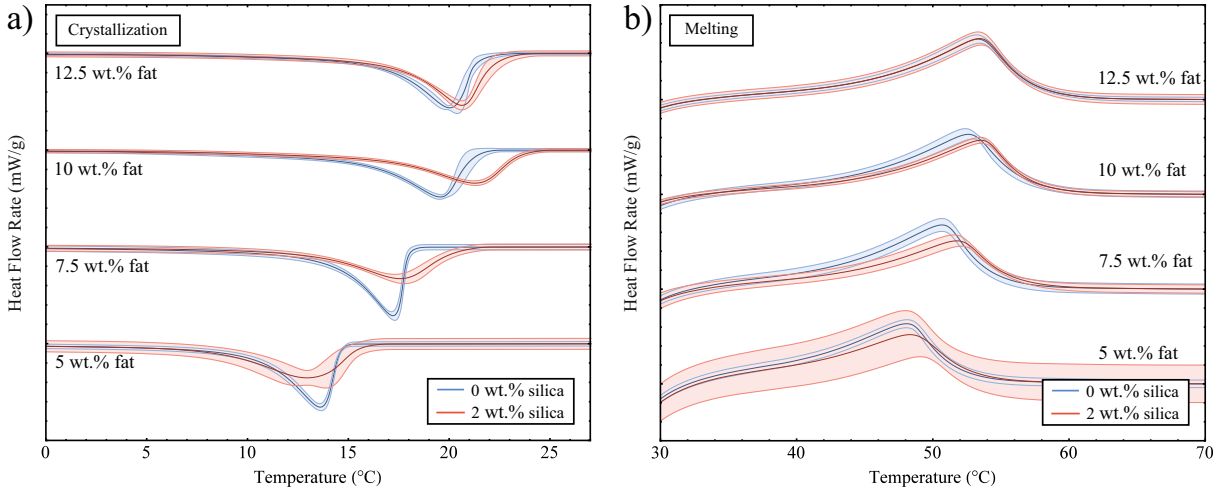 a)
Crystallization
Heat Flow Rate (mW/g)
12.5 wt.% fat
10 wt.% fat
7.5 wt.% fat
5 wt.% fat
0 wt.% silica
2 wt.% silica
0 5 10 15 20 25
Temperature (°C)
b)
Melting
Heat Flow Rate (mW/g)
12.5 wt.% fat
10 wt.% fat
7.5 wt.% fat
5 wt.% fat
0 wt.% silica
2 wt.% silica
30 40 50 60 70
Temperature (°C)